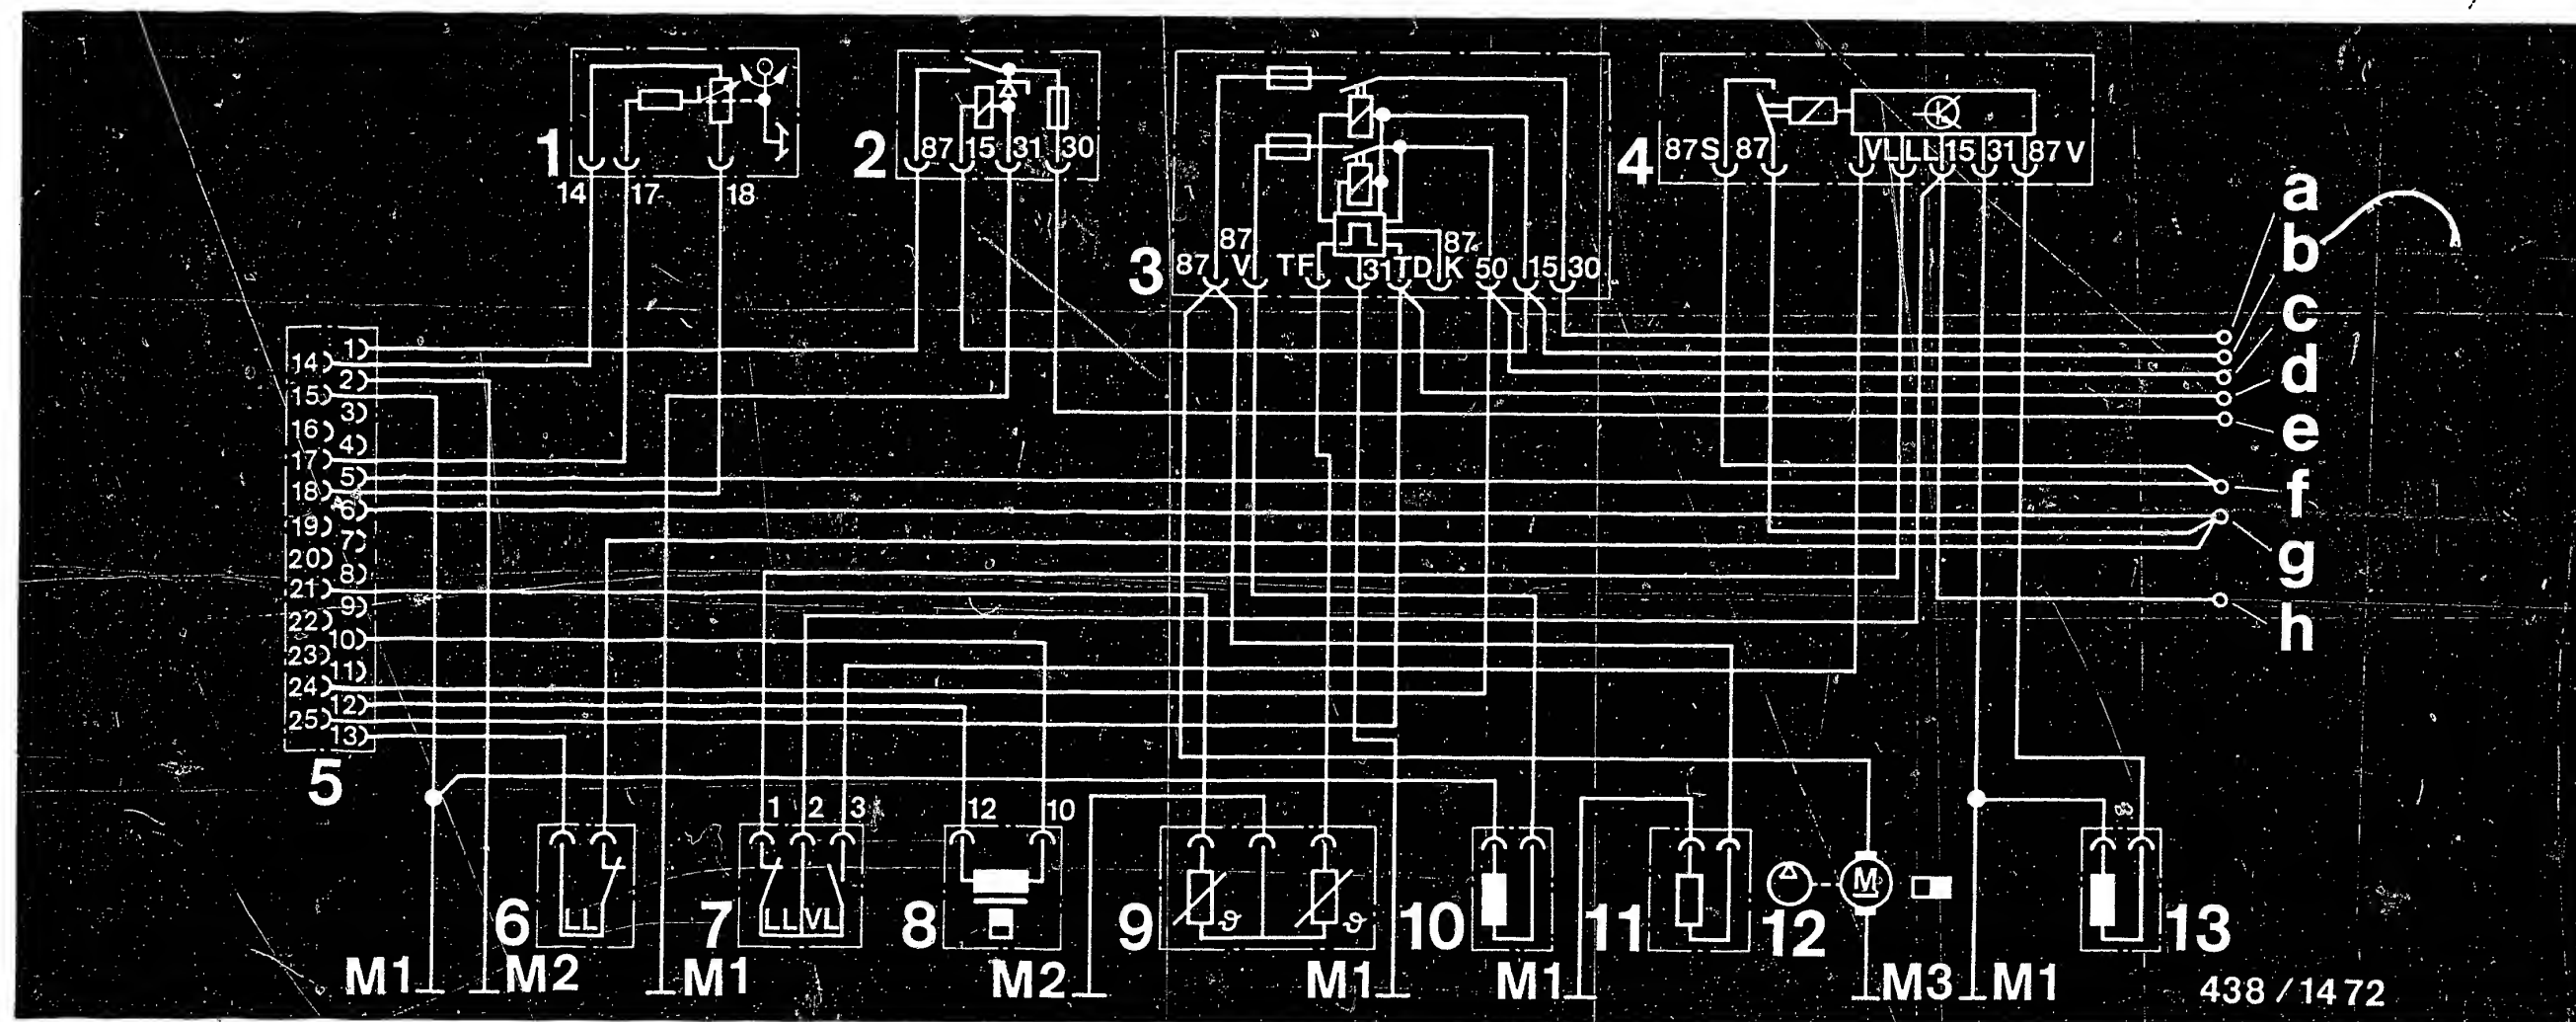 1
14 17 18
2
87 15 31 30
3
87 87 V TF 31 TD 87 K 50 15 30
4
87S 87 VL LL 15 31 87V
a
b
c
d
e
f
g
h
1
14
2
15
3
16
4
17
5
18
6
19
7
20
8
21
9
22
10
23
11
24
12
25
13
5
6
LL
7
1 2 3
LL VL
8
12 10
9
ϑ ϑ
10
11
12
M
13
M1 M2 M1 M2 M1 M1 M3 M1
438/1472